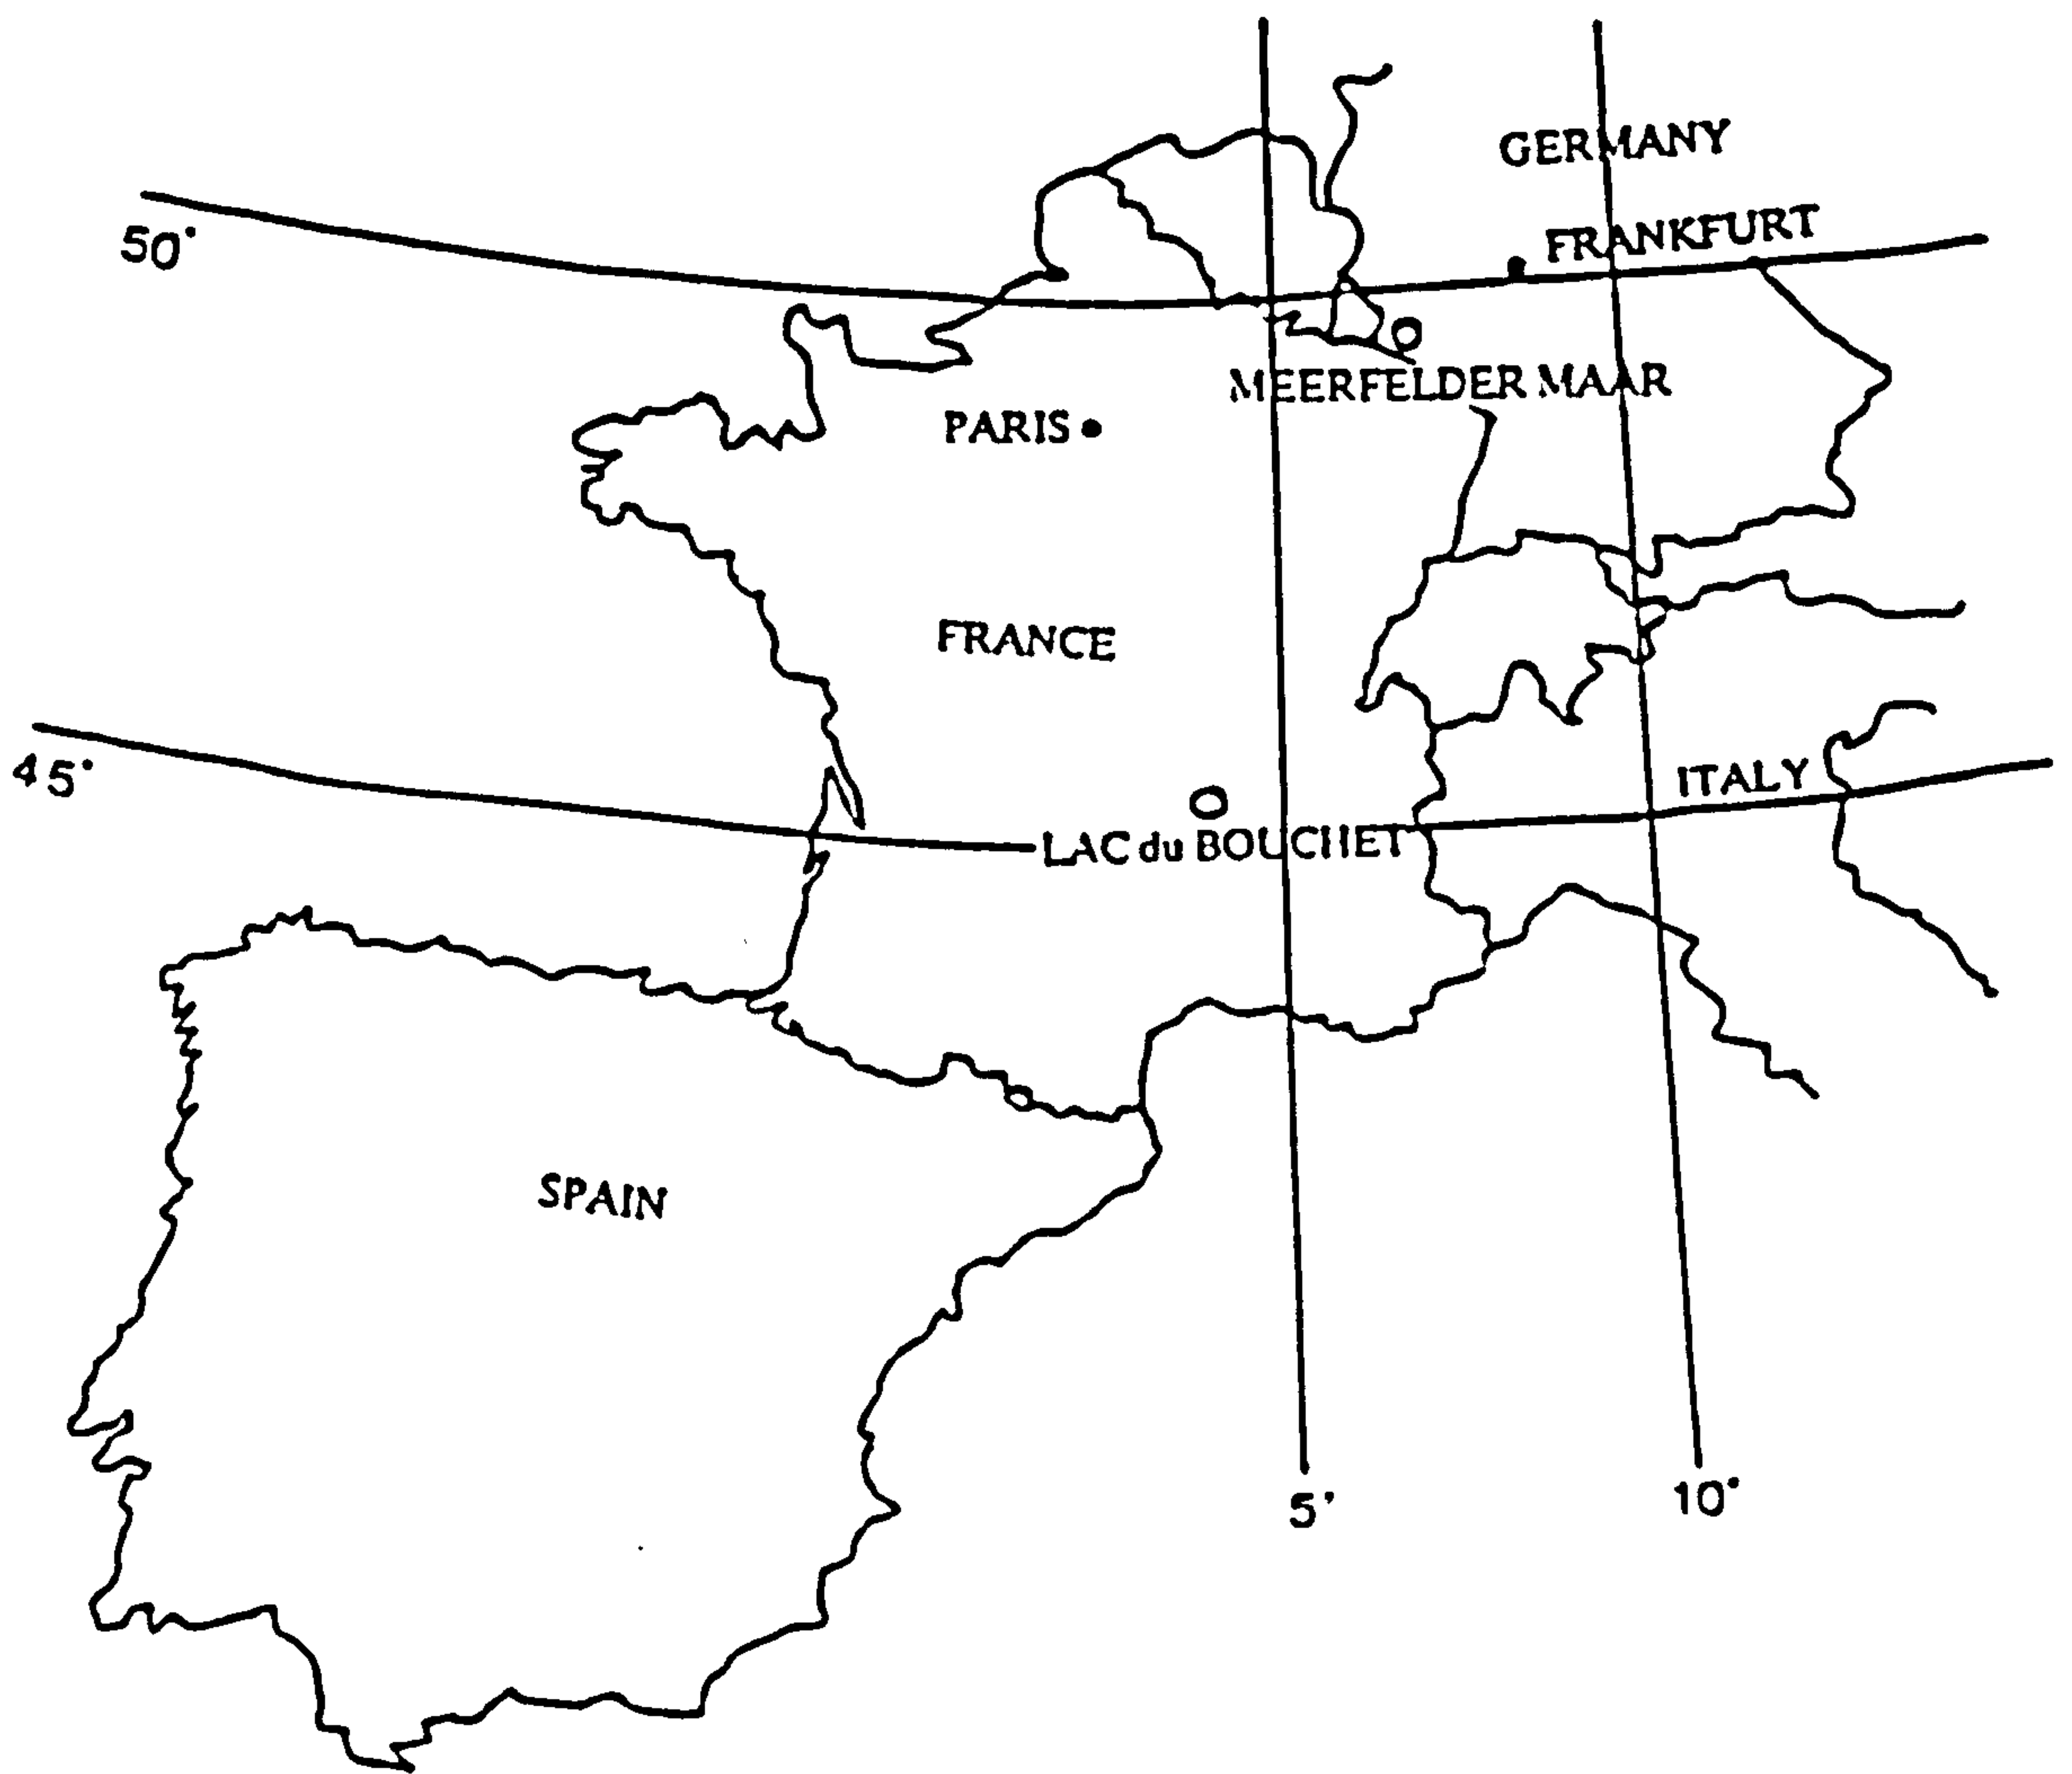 GERMANY
50°
FRANKFURT
MEERFELDER MAAR
PARIS
FRANCE
45°
ITALY
LAC du BOUCHET
SPAIN
5'
10°